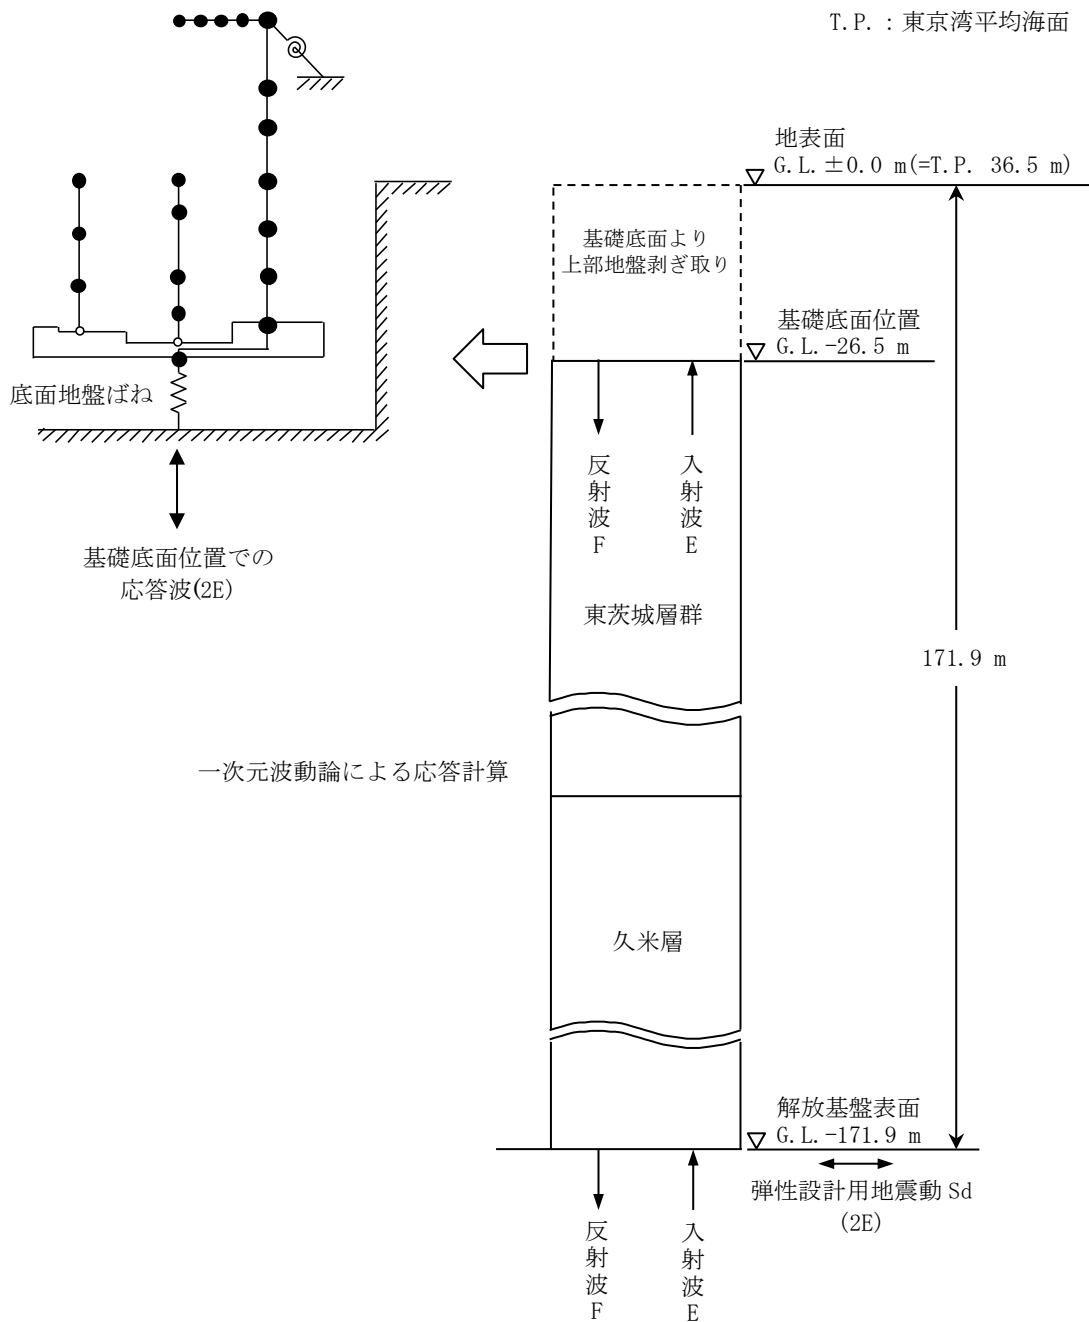 T.P. : 東京湾平均海面
地表面
G.L.±0.0 m(=T.P. 36.5 m)
基礎底面より
上部地盤剥ぎ取り
基礎底面位置
G.L.-26.5 m
底面地盤ばね
反射波F
入射波E
基礎底面位置での
応答波(2E)
東茨城層群
171.9 m
一次元波動論による応答計算
久米層
解放基盤表面
G.L.-171.9 m
弾性設計用地震動 Sd
(2E)
反射波F
入射波E